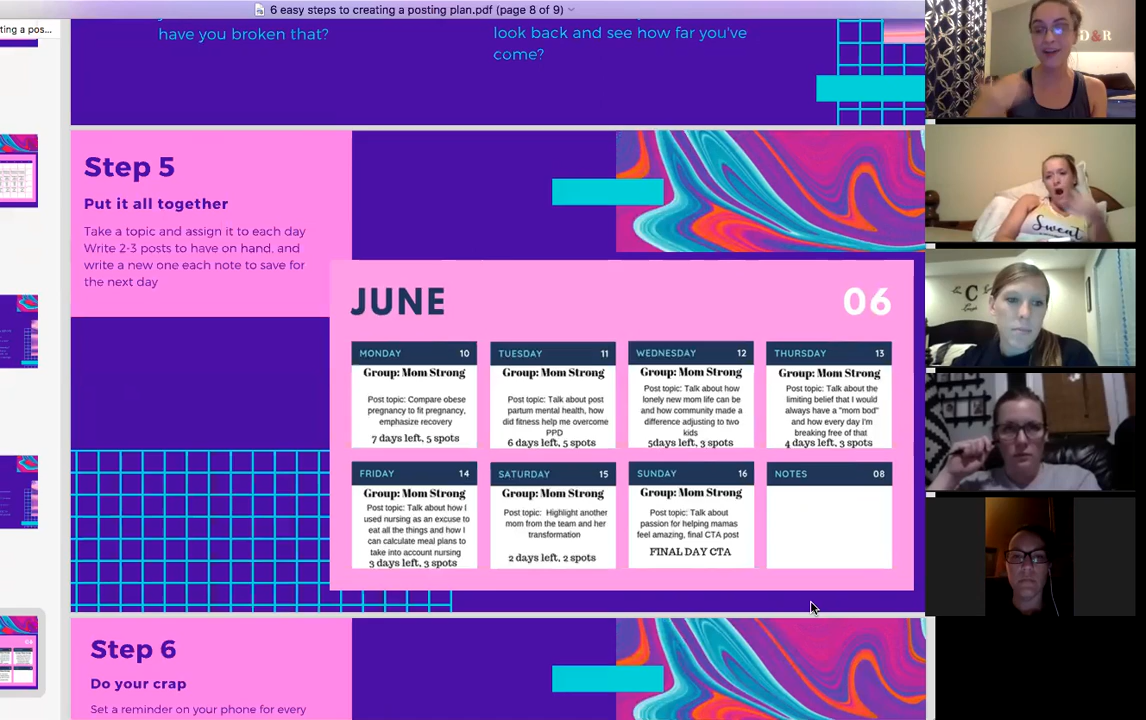 6 easy steps to creating a posting plan.pdf (page 8 of 9)
ting a pos...
have you broken that?
look back and see how far you've
come?
Step 5
Put it all together
Take a topic and assign it to each day
Write 2-3 posts to have on hand, and
write a new one each note to save for
the next day
JUNE
06
MONDAY 10
Group: Mom Strong
Post topic: Compare obese
pregnancy to fit pregnancy,
emphasize recovery
7 days left, 5 spots
TUESDAY 11
Group: Mom Strong
Post topic: Talk about post
partum mental health, how
did fitness help me overcome
PPD
6 days left, 5 spots
WEDNESDAY 12
Group: Mom Strong
Post topic: Talk about how
lonely new mom life can be
and how community made a
difference adjusting to two
kids
5days left, 3 spots
THURSDAY 13
Group: Mom Strong
Post topic: Talk about the
limiting belief that I would
always have a "mom bod"
and how every day I'm
breaking free of that
4 days left, 3 spots
FRIDAY 14
Group: Mom Strong
Post topic: Talk about how I
used nursing as an excuse to
eat all the things and how I
can calculate meal plans to
take into account nursing
3 days left, 3 spots
SATURDAY 15
Group: Mom Strong
Post topic: Highlight another
mom from the team and her
transformation
2 days left, 2 spots
SUNDAY 16
Group: Mom Strong
Post topic: Talk about
passion for helping mamas
feel amazing, final CTA post
FINAL DAY CTA
NOTES 08
Step 6
Do your crap
Set a reminder on your phone for every
D&R
Sweat
C